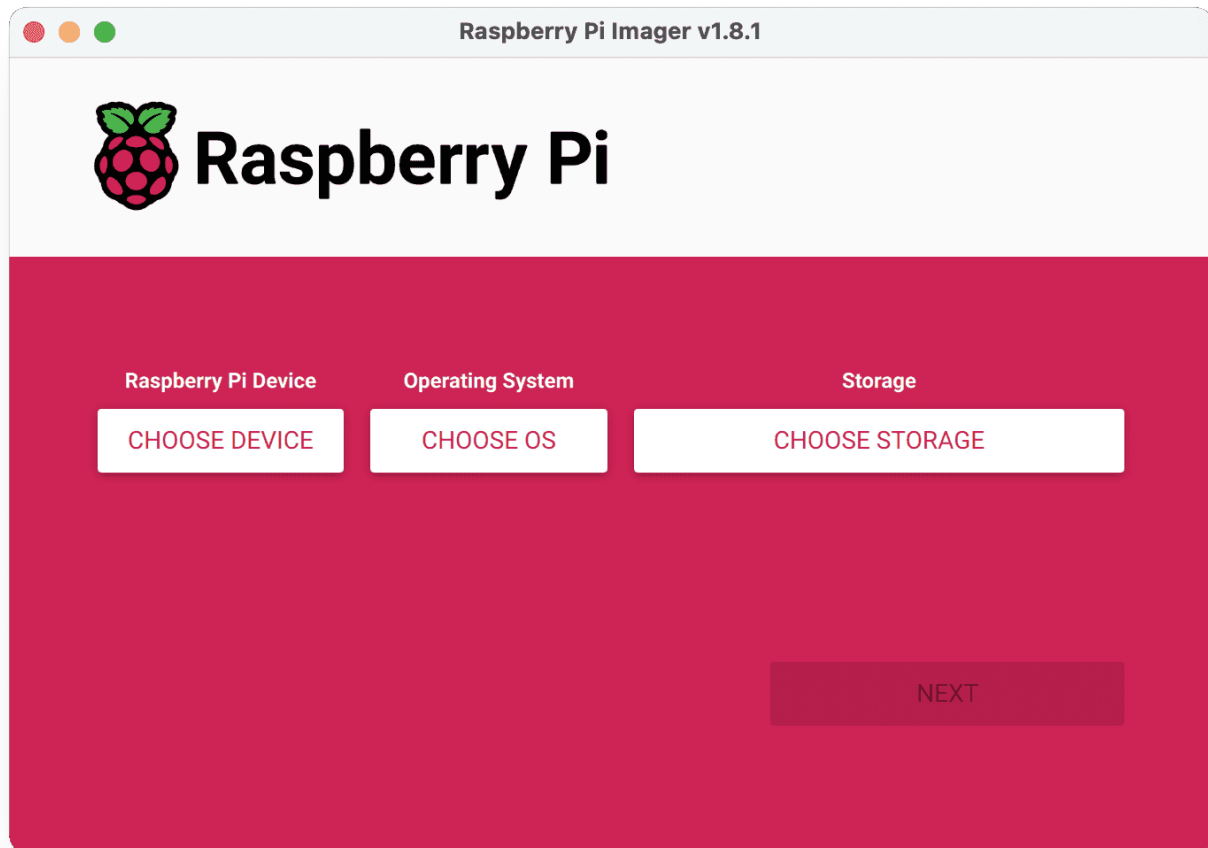 Raspberry Pi Imager v1.8.1
Raspberry Pi
Raspberry Pi Device Operating System Storage
CHOOSE DEVICE CHOOSE OS CHOOSE STORAGE
NEXT